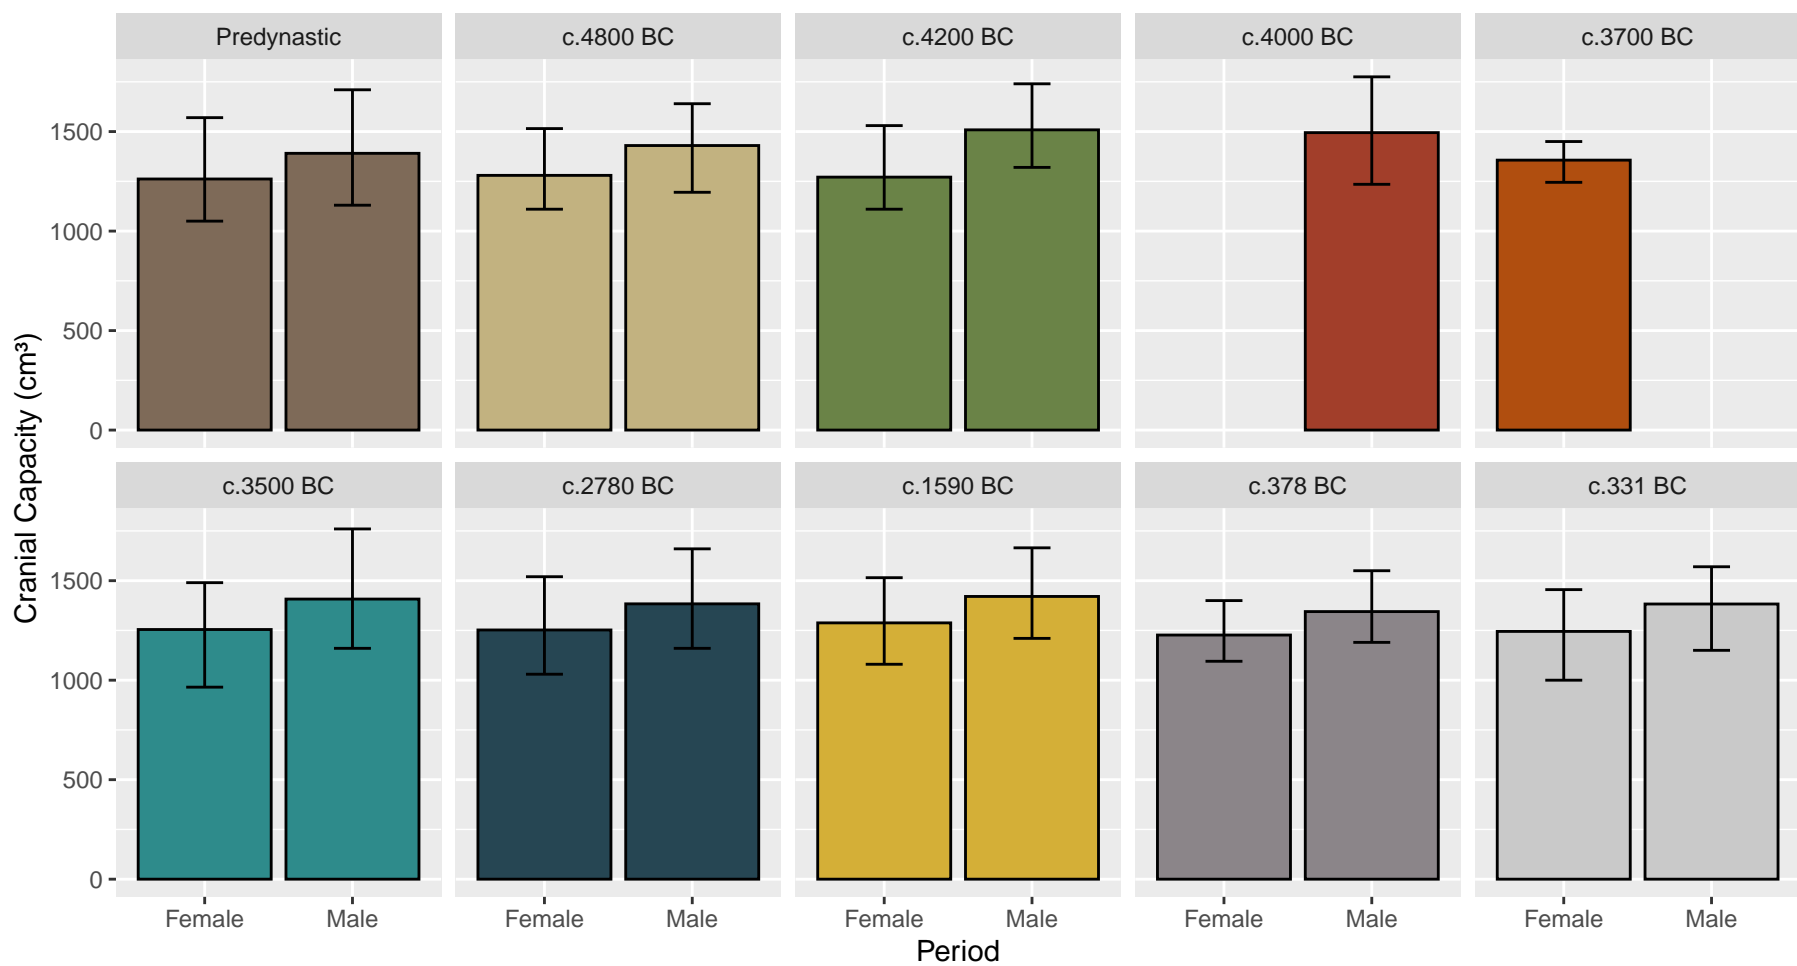 Predynastic
c.4800 BC
c.4200 BC
c.4000 BC
c.3700 BC
1500
1000
500
0
c.3500 BC
c.2780 BC
c.1590 BC
c.378 BC
c.331 BC
1500
1000
500
0
Cranial Capacity (cm³)
Female Male
Female Male
Female Male
Female Male
Female Male
Period